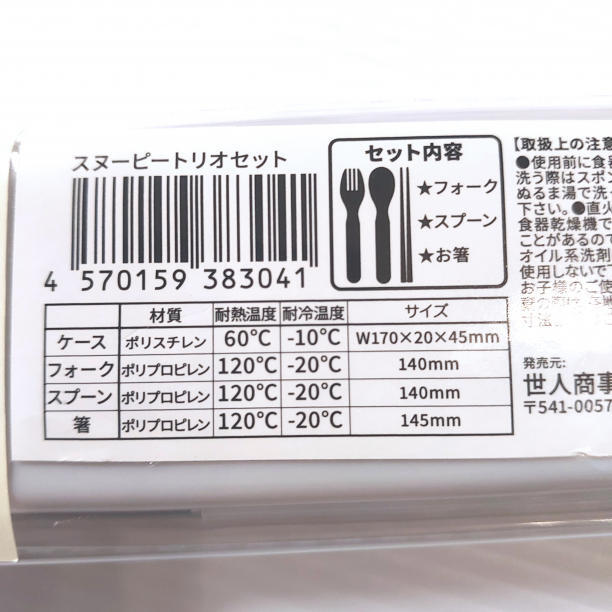 スヌーピートリオセット
4 570159 383041
セット内容
★フォーク
★スプーン
★お箸
材質 耐熱温度 耐冷温度 サイズ
ケース ポリスチレン 60℃ -10℃ W170×20×45mm
フォーク ポリプロピレン 120℃ -20℃ 140mm
スプーン ポリプロピレン 120℃ -20℃ 140mm
箸 ポリプロピレン 120℃ -20℃ 145mm
【取扱上の注意
●使用前に食器
洗う際はスポン
ぬるま湯で洗
下さい。●直火
食器乾燥機で
ことがあるので
オイル系洗剤
使用しないで
お子様のご使
発売元:
世人商事
〒541-0057